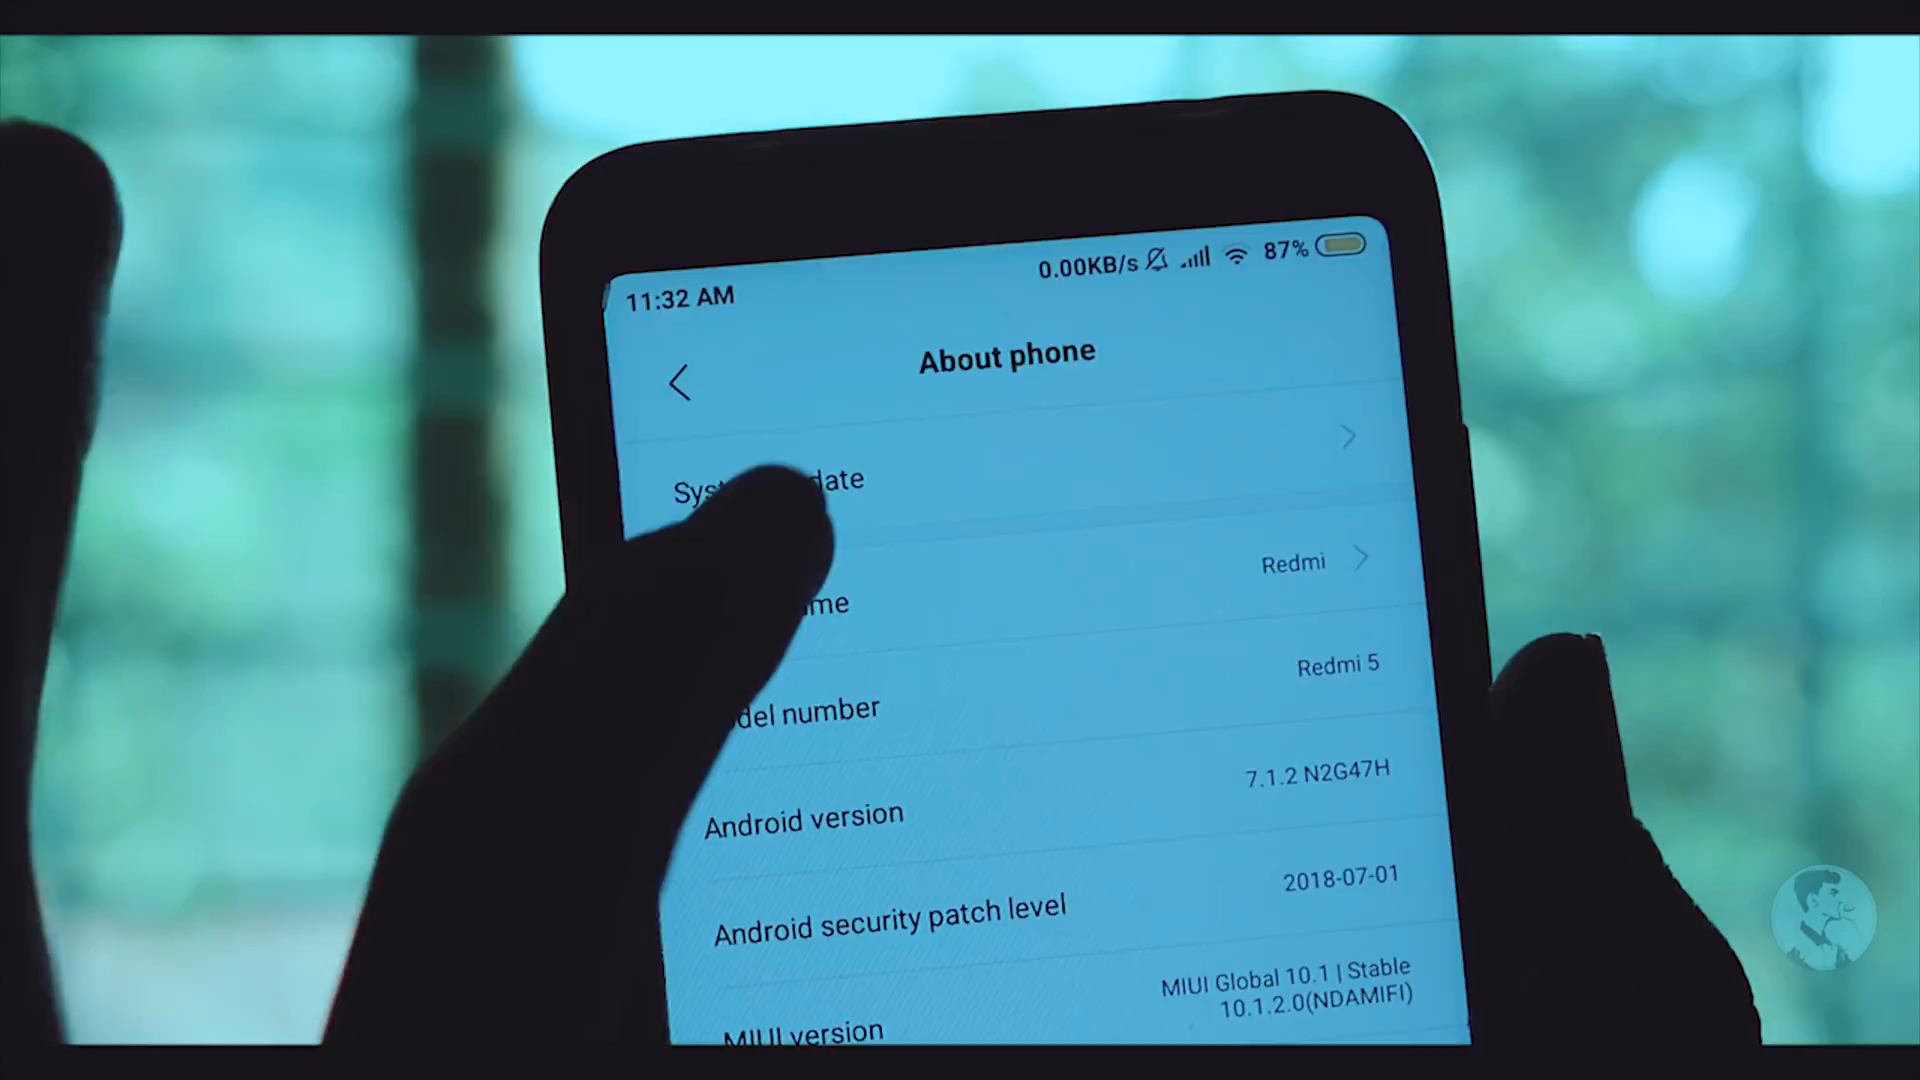 11:32 AM 0.00KB/s 87%
About phone
date
Redmi
Redmi 5
number
7.1.2 N2G47H
Android version
2018-07-01
Android security patch level
MIUI Global 10.1 | Stable
10.1.2.0(NDAMIFI)
MIUI version